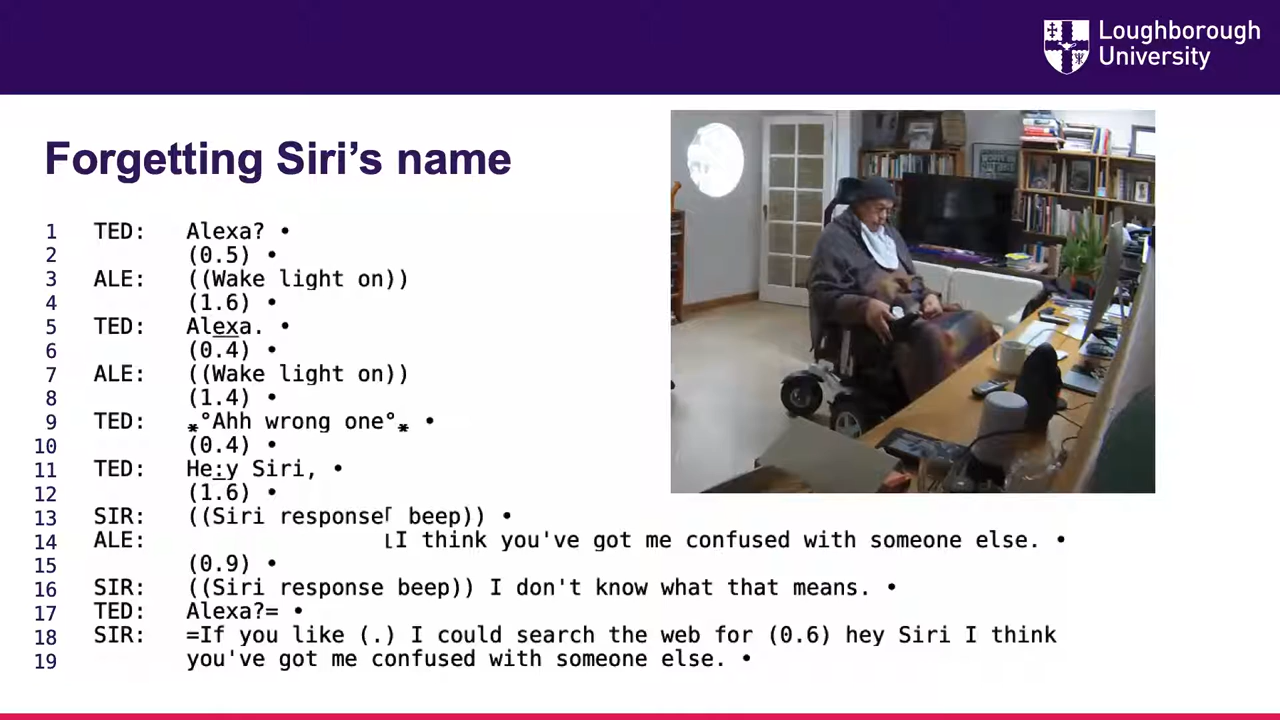 Loughborough
University
Forgetting Siri’s name
1 TED: Alexa? •
2 (0.5) •
3 ALE: ((Wake light on))
4 (1.6) •
5 TED: Alexa. •
6 (0.4) •
7 ALE: ((Wake light on))
8 (1.4) •
9 TED: *°Ahh wrong one°* •
10 (0.4) •
11 TED: He:y Siri, •
12 (1.6) •
13 SIR: ((Siri response⌈ beep)) •
14 ALE: ⌊I think you've got me confused with someone else. •
15 (0.9) •
16 SIR: ((Siri response beep)) I don't know what that means. •
17 TED: Alexa?= •
18 SIR: =If you like (.) I could search the web for (0.6) hey Siri I think
19 you've got me confused with someone else. •